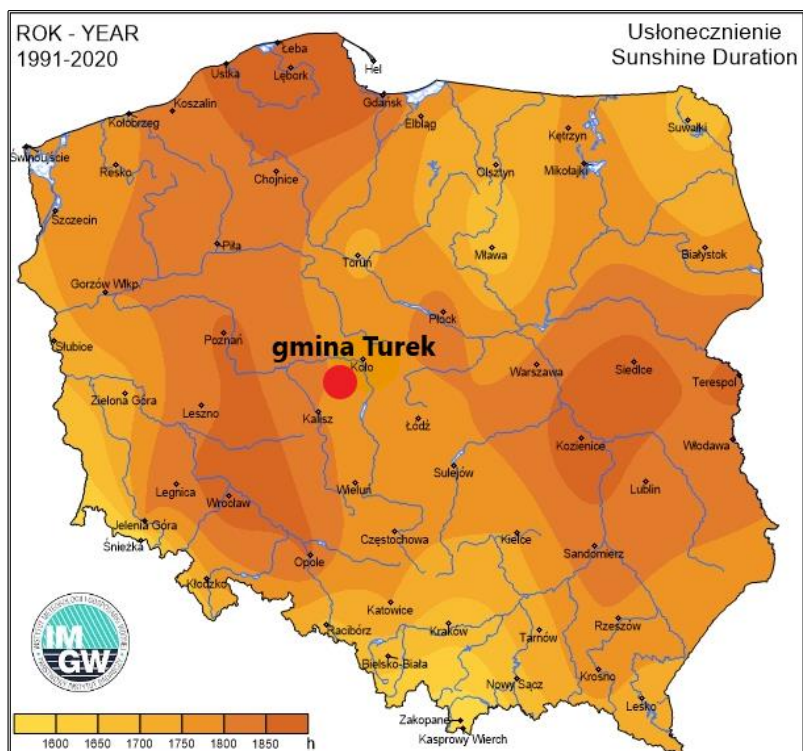 ROK - YEAR
1991-2020
Usłonecznienie
Sunshine Duration
Łeba
Hel
Ustka
Lębork
Gdańsk
Koszalin
Kołobrzeg
Elbląg
Kętrzyn
Suwałki
Świnoujście
Resko
Chojnice
Olsztyn
Mikołajki
Szczecin
Piła
Toruń
Mława
Białystok
Gorzów Wlkp.
Płock
Słubice
Poznań
gmina Turek
Koło
Warszawa
Siedlce
Terespol
Zielona Góra
Leszno
Kalisz
Łódź
Kozienice
Włodawa
Sulejów
Legnica
Wrocław
Wieluń
Lublin
Jelenia Góra
Śnieżka
Częstochowa
Kielce
Sandomierz
Opole
Kłodzko
Katowice
Racibórz
Kraków
Tarnów
Rzeszów
Bielsko-Biała
Nowy Sącz
Krosno
Lesko
Zakopane
Kasprowy Wierch
IM
GW
1600 1650 1700 1750 1800 1850 h